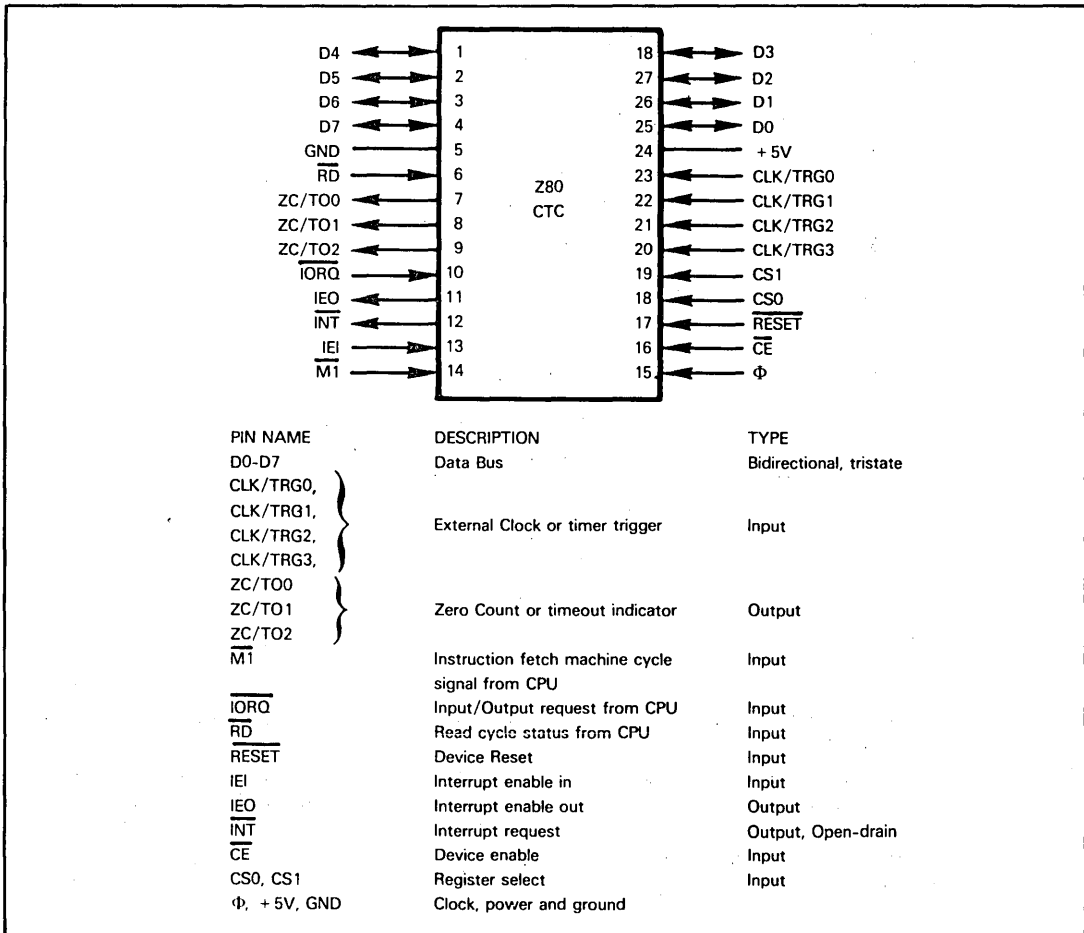 D4 1 18 D3
D5 2 27 D2
D6 3 26 D1
D7 4 25 D0
GND 5 24 + 5V
RD 6 23 CLK/TRG0
ZC/TO0 7 Z80 22 CLK/TRG1
ZC/TO1 8 CTC 21 CLK/TRG2
ZC/TO2 9 20 CLK/TRG3
IORQ 10 19 CS1
IEO 11 18 CS0
INT 12 17 RESET
IEI 13 16 CE
M1 14 15 Φ
PIN NAME DESCRIPTION TYPE
D0-D7 Data Bus Bidirectional, tristate
CLK/TRG0,
CLK/TRG1,
CLK/TRG2, External Clock or timer trigger Input
CLK/TRG3,
ZC/TO0
ZC/TO1 Zero Count or timeout indicator Output
ZC/TO2
M1 Instruction fetch machine cycle Input
signal from CPU
IORQ Input/Output request from CPU Input
RD Read cycle status from CPU Input
RESET Device Reset Input
IEI Interrupt enable in Input
IEO Interrupt enable out Output
INT Interrupt request Output, Open-drain
CE Device enable Input
CS0, CS1 Register select Input
Φ, + 5V, GND Clock, power and ground